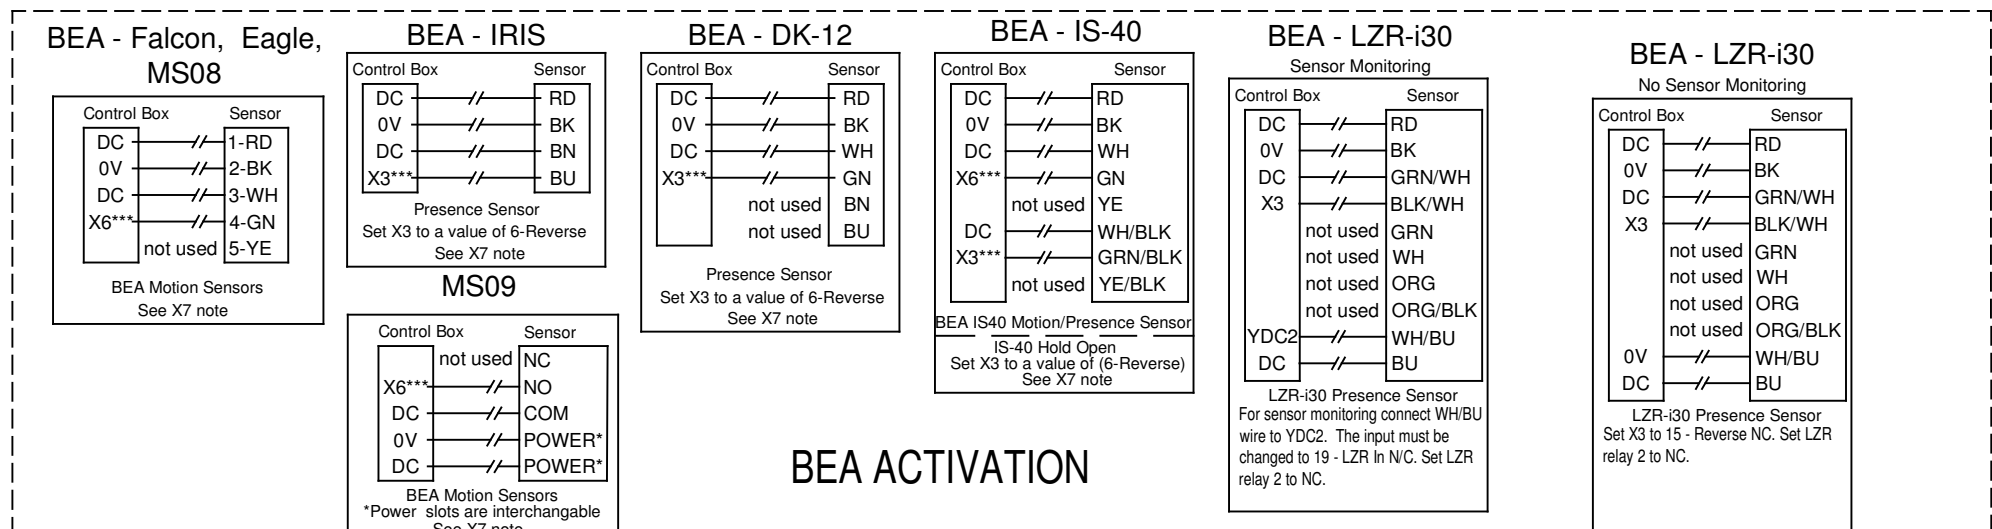 BEA - Falcon, Eagle,
MS08
Control Box Sensor
DC 1-RD
0V 2-BK
DC 3-WH
X6*** 4-GN
not used 5-YE
BEA Motion Sensors
See X7 note
BEA - IRIS
Control Box Sensor
DC RD
0V BK
DC BN
X3*** BU
Presence Sensor
Set X3 to a value of 6-Reverse
See X7 note
MS09
Control Box Sensor
not used NC
X6*** NO
DC COM
0V POWER*
DC POWER*
BEA Motion Sensors
*Power slots are interchangable
See X7 note
BEA - DK-12
Control Box Sensor
DC RD
0V BK
DC WH
X3*** GN
not used BN
not used BU
Presence Sensor
Set X3 to a value of 6-Reverse
See X7 note
BEA - IS-40
Control Box Sensor
DC RD
0V BK
DC WH
X6*** GN
not used YE
DC WH/BLK
X3*** GRN/BLK
not used YE/BLK
BEA IS40 Motion/Presence Sensor
IS-40 Hold Open
Set X3 to a value of (6-Reverse)
See X7 note
BEA ACTIVATION
BEA - LZR-i30
Sensor Monitoring
Control Box Sensor
DC RD
0V BK
DC GRN/WH
X3 BLK/WH
not used GRN
not used WH
not used ORG
not used ORG/BLK
YDC2 WH/BU
DC BU
LZR-i30 Presence Sensor
For sensor monitoring connect WH/BU
wire to YDC2. The input must be
changed to 19 - LZR In N/C. Set LZR
relay 2 to NC.
BEA - LZR-i30
No Sensor Monitoring
Control Box Sensor
DC RD
0V BK
DC GRN/WH
X3 BLK/WH
not used GRN
not used WH
not used ORG
not used ORG/BLK
0V WH/BU
DC BU
LZR-i30 Presence Sensor
Set X3 to 15 - Reverse NC. Set LZR
relay 2 to NC.